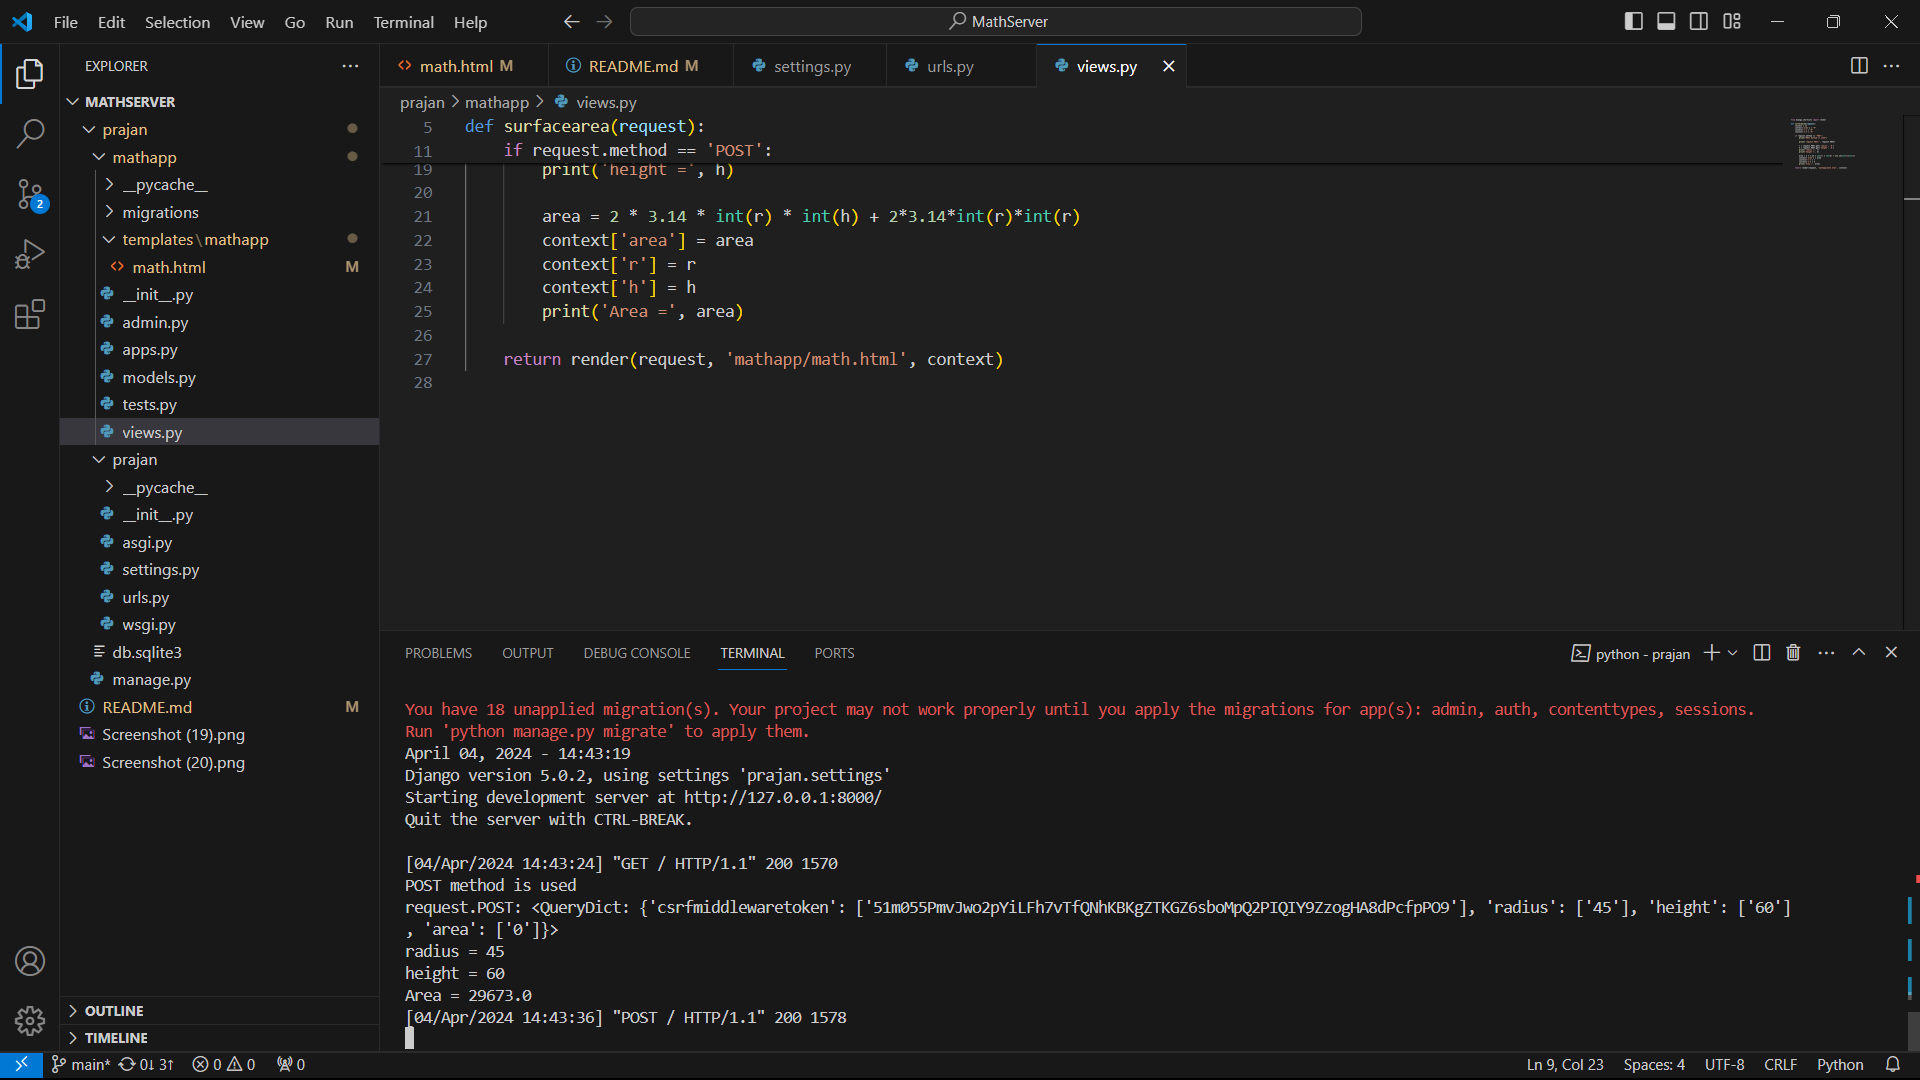 File Edit Selection View Go Run Terminal Help MathServer
EXPLORER
math.html M README.md M settings.py urls.py views.py
MATHSERVER
prajan
mathapp
__pycache__
migrations
templates\mathapp
math.html M
__init__.py
admin.py
apps.py
models.py
tests.py
views.py
prajan
__pycache__
__init__.py
asgi.py
settings.py
urls.py
wsgi.py
db.sqlite3
manage.py
README.md M
Screenshot (19).png
Screenshot (20).png
OUTLINE
TIMELINE
2
prajan > mathapp > views.py
5 def surfacearea(request):
11 if request.method == 'POST':
19 print('height =', h)
20
21 area = 2 * 3.14 * int(r) * int(h) + 2*3.14*int(r)*int(r)
22 context['area'] = area
23 context['r'] = r
24 context['h'] = h
25 print('Area =', area)
26
27 return render(request, 'mathapp/math.html', context)
28
PROBLEMS OUTPUT DEBUG CONSOLE TERMINAL PORTS python - prajan
You have 18 unapplied migration(s). Your project may not work properly until you apply the migrations for app(s): admin, auth, contenttypes, sessions.
Run 'python manage.py migrate' to apply them.
April 04, 2024 - 14:43:19
Django version 5.0.2, using settings 'prajan.settings'
Starting development server at http://127.0.0.1:8000/
Quit the server with CTRL-BREAK.
[04/Apr/2024 14:43:24] "GET / HTTP/1.1" 200 1570
POST method is used
request.POST: <QueryDict: {'csrfmiddlewaretoken': ['51m055PmvJwo2pYiLFh7vTfQNhKBKgZTKGZ6sboMpQ2PIQIY9ZzogHA8dPcfpPO9'], 'radius': ['45'], 'height': ['60']
, 'area': ['0']}>
radius = 45
height = 60
Area = 29673.0
[04/Apr/2024 14:43:36] "POST / HTTP/1.1" 200 1578
main* 0↓ 3↑ 0 0 0 Ln 9, Col 23 Spaces: 4 UTF-8 CRLF Python